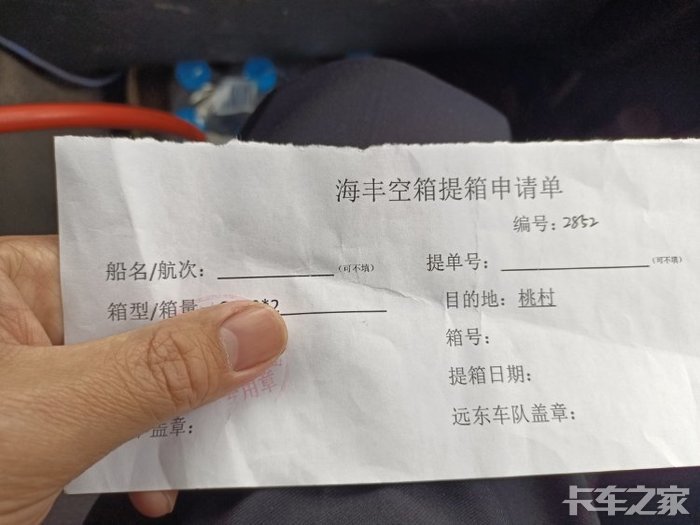 海丰空箱提箱申请单
编号：2852
船名/航次：（可不填）
提单号：（可不填）
箱型/箱量：*2
目的地：桃村
箱号：
提箱日期：
用章
盖章：
远东车队盖章：
卡车之家